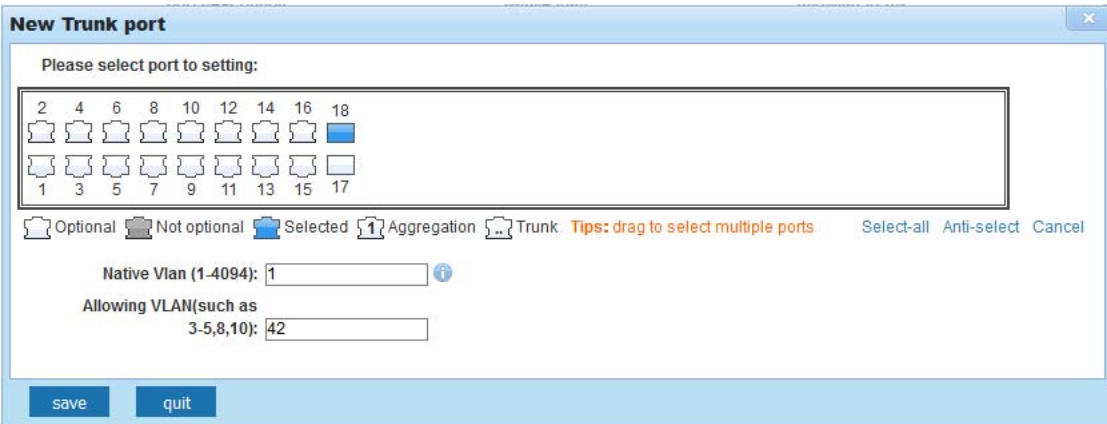 New Trunk port
x
Please select port to setting:
2 4 6 8 10 12 14 16 18
1 3 5 7 9 11 13 15 17
Optional Not optional Selected 1 Aggregation .. Trunk Tips: drag to select multiple ports Select-all Anti-select Cancel
Native Vlan (1-4094): 1 i
Allowing VLAN(such as
3-5,8,10): 42
save quit